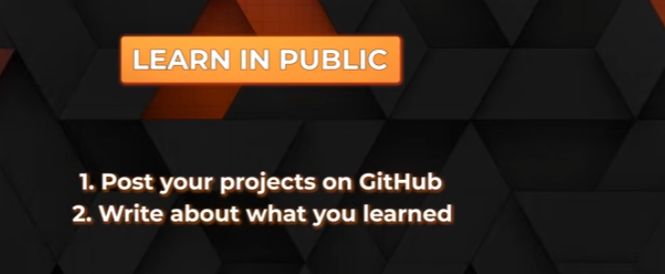 LEARN IN PUBLIC
1. Post your projects on GitHub
2. Write about what you learned